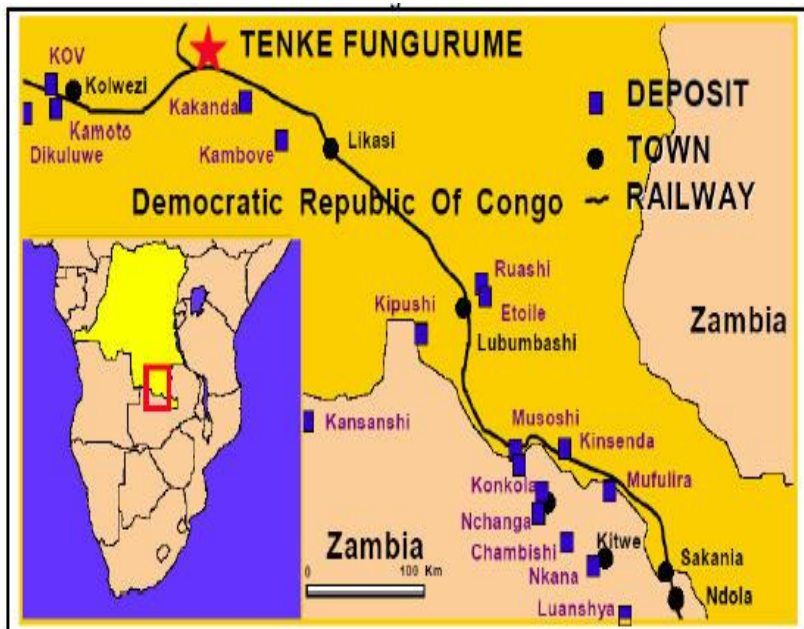 TENKE FUNGURUME
KOV
Kolwezi
DEPOSIT
Kakanda
Kamoto
Likasi
TOWN
Dikuluwe
Kambove
Democratic Republic Of Congo
RAILWAY
Ruashi
Kipushi
Etoile
Zambia
Lubumbashi
Kansanshi
Musoshi
Kinsenda
Mufulira
Konkola
Nchanga
Zambia
Chambishi
Kitwe
Sakania
0
100 Km
Nkana
Ndola
Luanshya